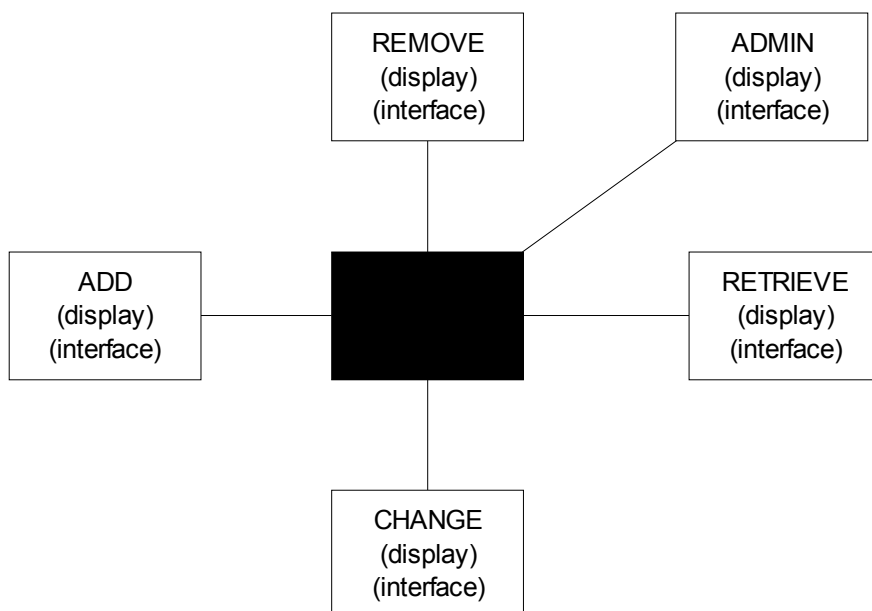 REMOVE
(display)
(interface)
ADMIN
(display)
(interface)
ADD
(display)
(interface)
RETRIEVE
(display)
(interface)
CHANGE
(display)
(interface)